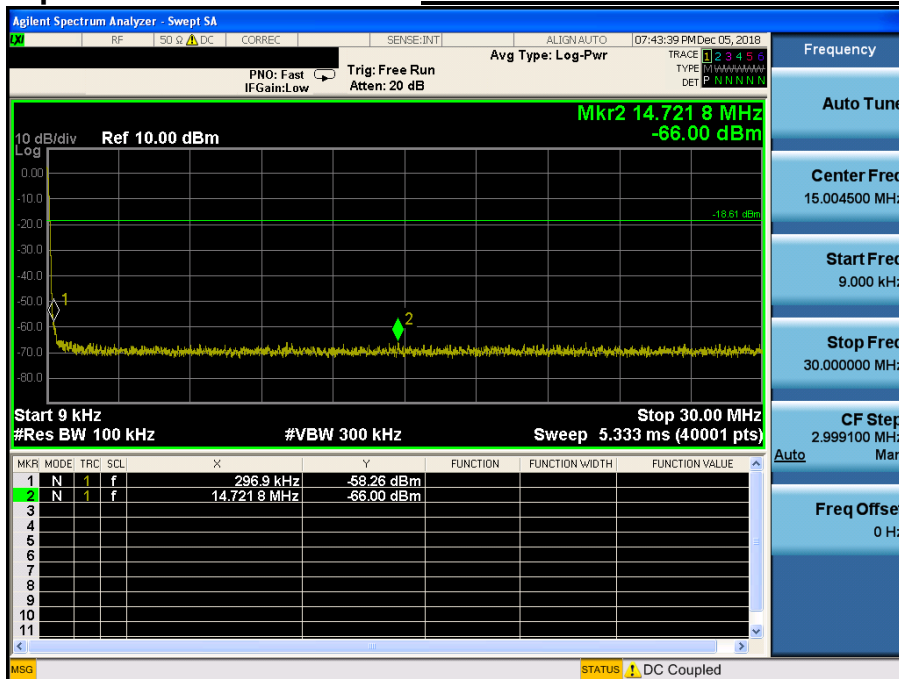 Agilent Spectrum Analyzer - Swept SA
LXI RF 50 Ω DC CORREC SENSE:INT ALIGN AUTO 07:43:39 PM Dec 05, 2018
Avg Type: Log-Pwr
TRACE 1 2 3 4 5 6
PNO: Fast Trig: Free Run TYPE M WWWWW
IFGain:Low Atten: 20 dB DET P N N N N N
Mkr2 14.721 8 MHz
10 dB/div Ref 10.00 dBm -66.00 dBm
Log
0.00
-10.0
-18.61 dBm
-20.0
-30.0
-40.0
-50.0
1
-60.0
2
-70.0
-80.0
Start 9 kHz Stop 30.00 MHz
#Res BW 100 kHz #VBW 300 kHz Sweep 5.333 ms (40001 pts)
MKR MODE TRC SCL X Y FUNCTION FUNCTION WIDTH FUNCTION VALUE
1 N 1 f 296.9 kHz -58.26 dBm
2 N 1 f 14.721 8 MHz -66.00 dBm
3
4
5
6
7
8
9
10
11
MSG STATUS DC Coupled
Frequency
Auto Tune
Center Freq
15.004500 MHz
Start Freq
9.000 kHz
Stop Freq
30.000000 MHz
CF Step
2.999100 MHz
Auto Man
Freq Offset
0 Hz